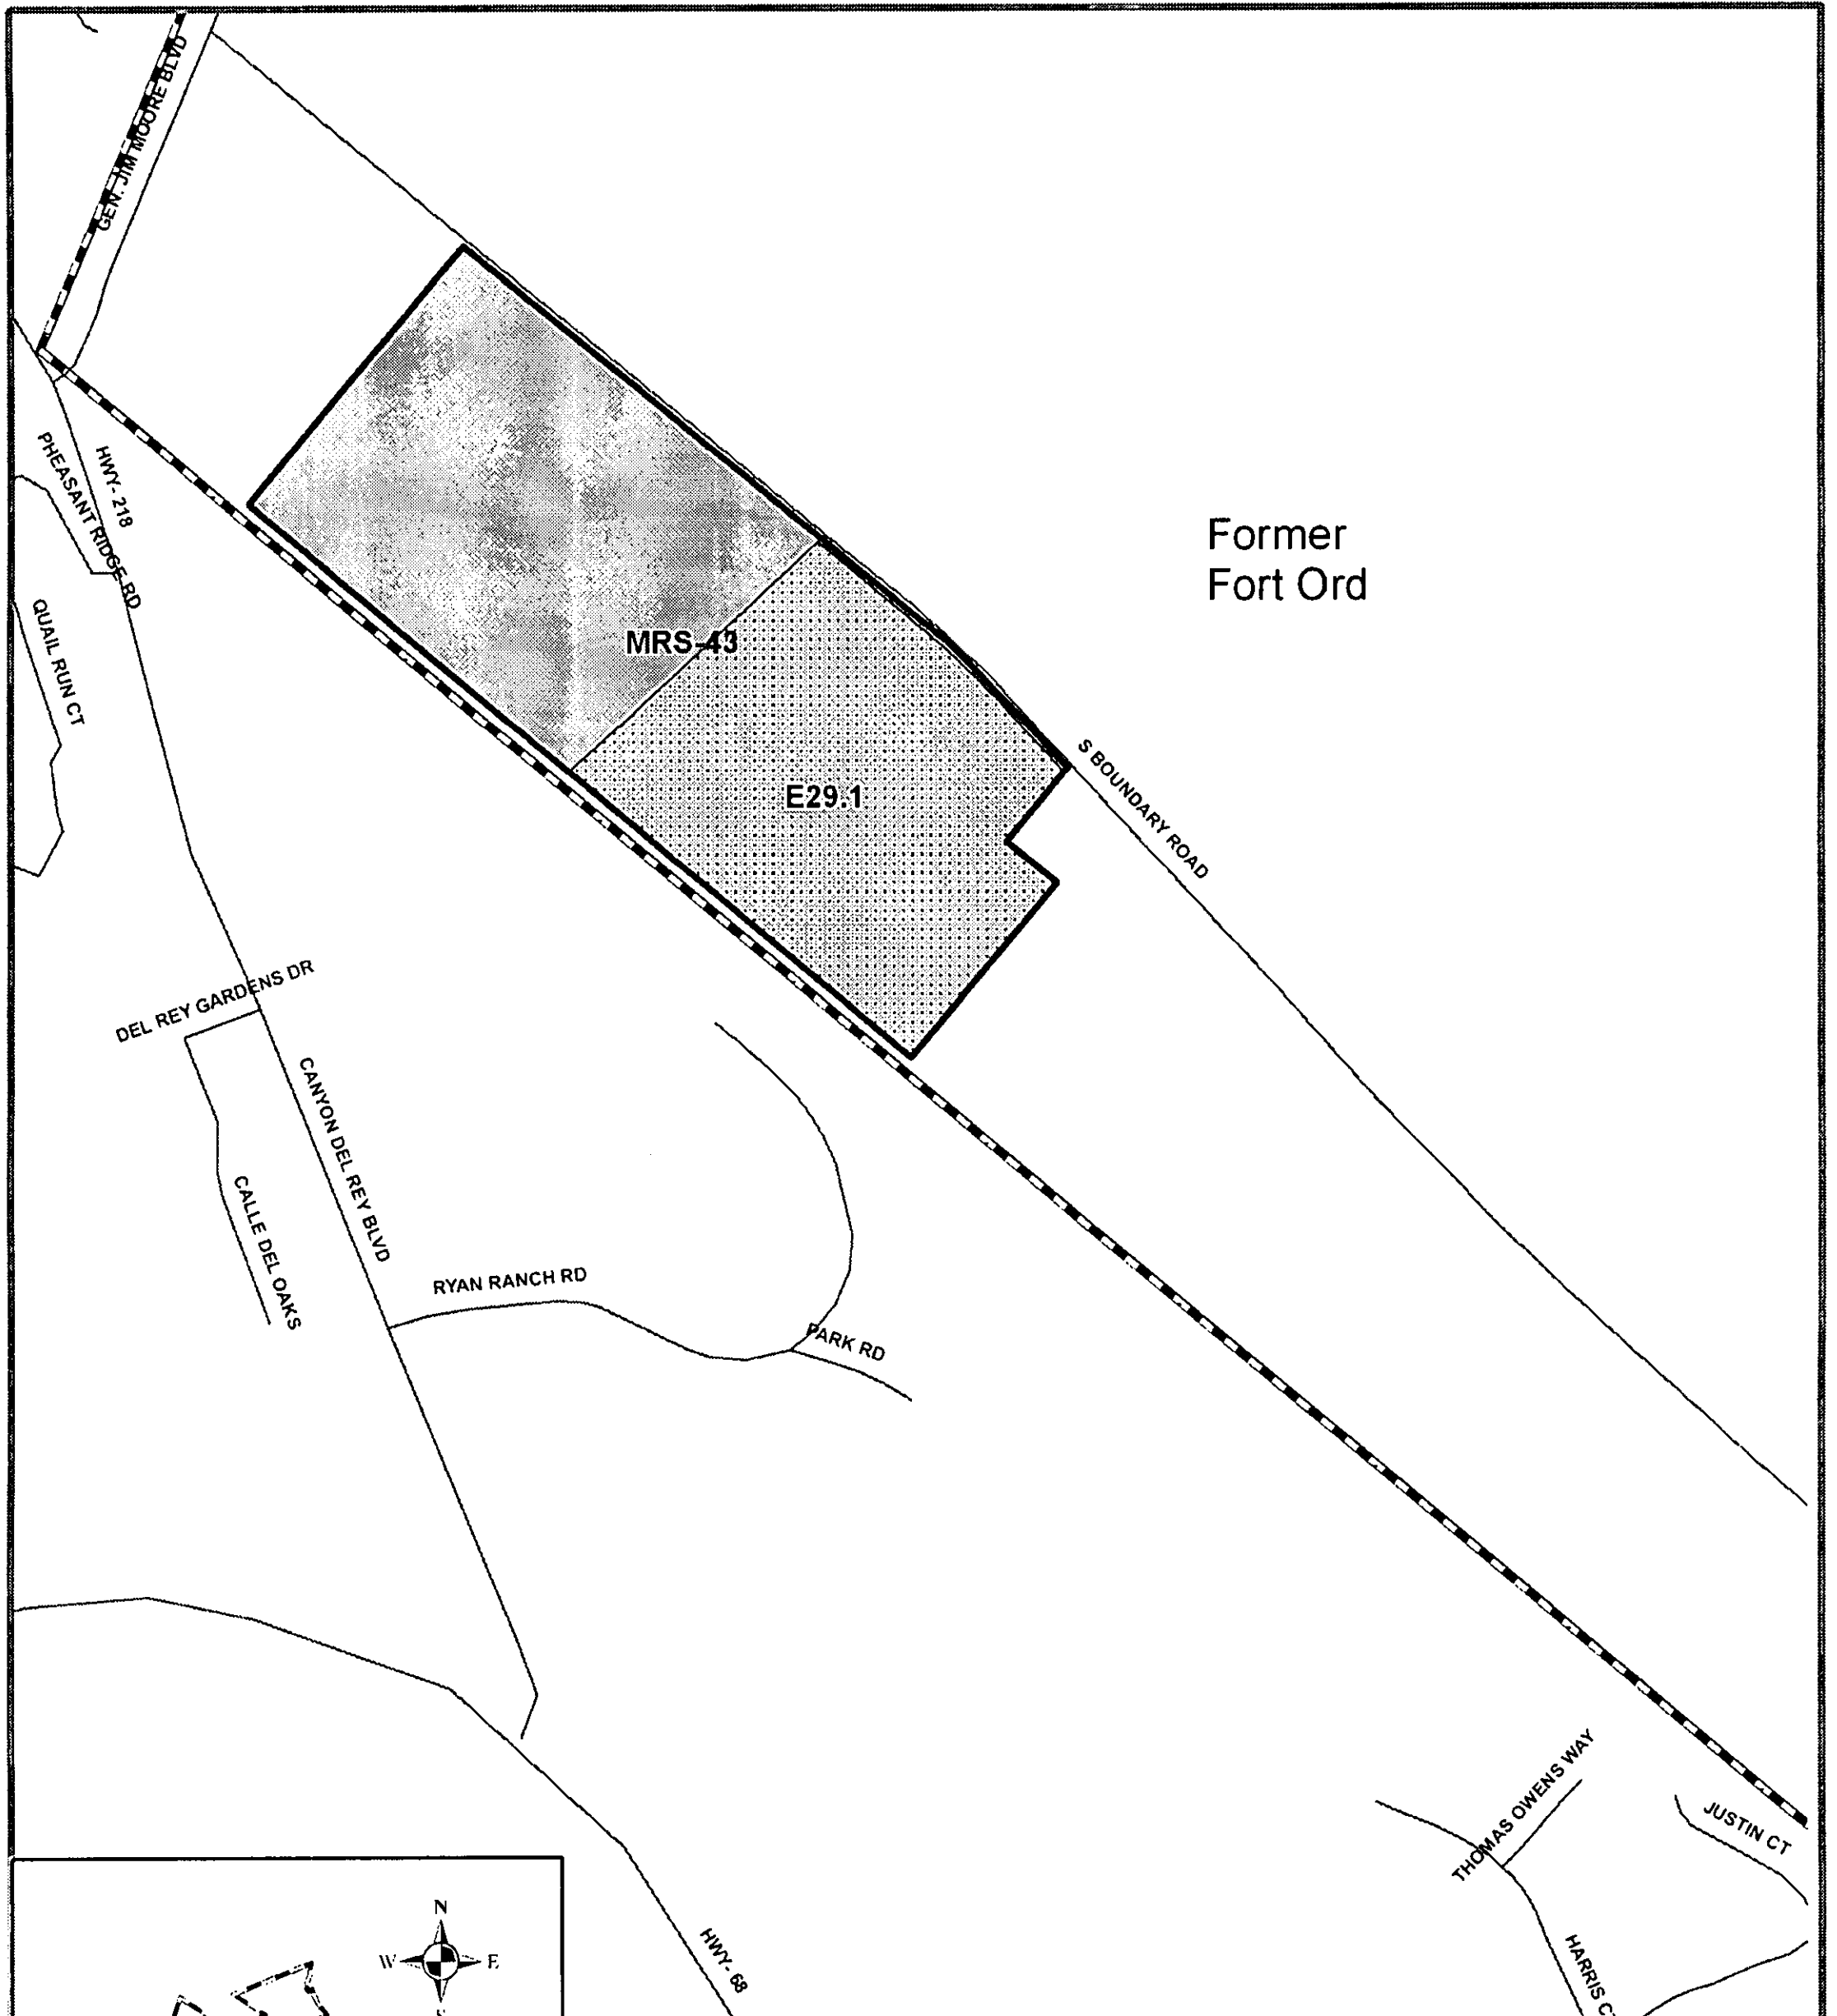 GEN. JIM MOORE BLVD
HWY- 218
PHEASANT RIDGE RD
QUAIL RUN CT
Former
Fort Ord
MRS-43
E29.1
S BOUNDARY ROAD
DEL REY GARDENS DR
CANYON DEL REY BLVD
CALLE DEL OAKS
RYAN RANCH RD
PARK RD
THOMAS OWENS WAY
JUSTIN CT
HARRIS C
HWY- 68
N
W
E
S